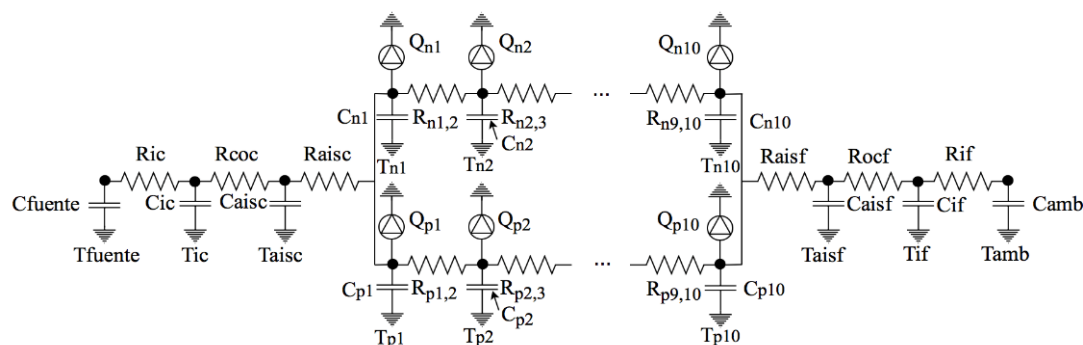 Qn1 Qn2 Qn10
...
Cn1 Rn1,2 Rn2,3 Rn9,10 Cn10
Cn2
Tn1 Tn2 Tn10
Ric Rcoc Raisc Raisf Rocf Rif
Cfuente Cic Caisc Qp1 Qp2 Qp10 Caisf Cif Camb
Tfuente Tic Taisc Taisf Tif Tamb
...
Cp1 Rp1,2 Rp2,3 Rp9,10 Cp10
Cp2
Tp1 Tp2 Tp10